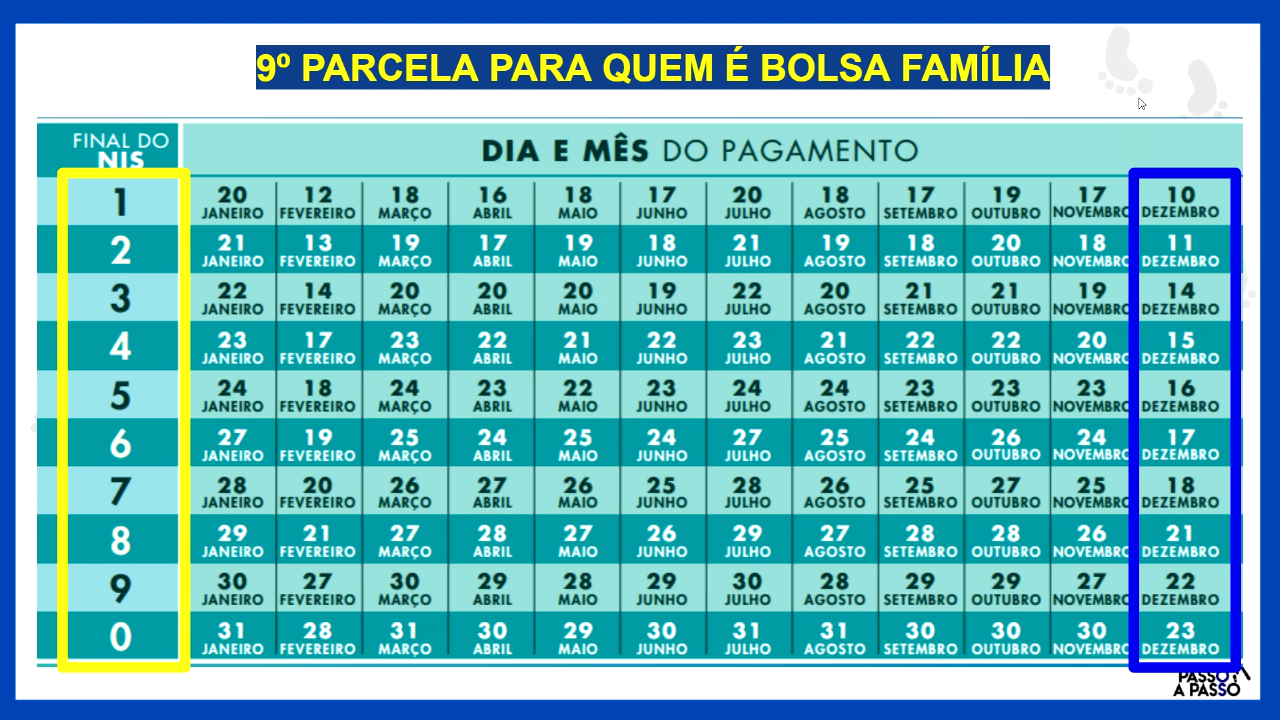 9º PARCELA PARA QUEM É BOLSA FAMÍLIA
FINAL DO DIA E MÊS DO PAGAMENTO
NIS
1 20 12 18 16 18 17 20 18 17 19 17 10
JANEIRO FEVEREIRO MARÇO ABRIL MAIO JUNHO JULHO AGOSTO SETEMBRO OUTUBRO NOVEMBRO DEZEMBRO
2 21 13 19 17 19 18 21 19 18 20 18 11
JANEIRO FEVEREIRO MARÇO ABRIL MAIO JUNHO JULHO AGOSTO SETEMBRO OUTUBRO NOVEMBRO DEZEMBRO
3 22 14 20 20 20 19 22 20 21 21 19 14
JANEIRO FEVEREIRO MARÇO ABRIL MAIO JUNHO JULHO AGOSTO SETEMBRO OUTUBRO NOVEMBRO DEZEMBRO
4 23 17 23 22 21 22 23 21 22 22 20 15
JANEIRO FEVEREIRO MARÇO ABRIL MAIO JUNHO JULHO AGOSTO SETEMBRO OUTUBRO NOVEMBRO DEZEMBRO
5 24 18 24 23 22 23 24 24 23 23 23 16
JANEIRO FEVEREIRO MARÇO ABRIL MAIO JUNHO JULHO AGOSTO SETEMBRO OUTUBRO NOVEMBRO DEZEMBRO
6 27 19 25 24 25 24 27 25 24 26 24 17
JANEIRO FEVEREIRO MARÇO ABRIL MAIO JUNHO JULHO AGOSTO SETEMBRO OUTUBRO NOVEMBRO DEZEMBRO
7 28 20 26 27 26 25 28 26 25 27 25 18
JANEIRO FEVEREIRO MARÇO ABRIL MAIO JUNHO JULHO AGOSTO SETEMBRO OUTUBRO NOVEMBRO DEZEMBRO
8 29 21 27 28 27 26 29 27 28 28 26 21
JANEIRO FEVEREIRO MARÇO ABRIL MAIO JUNHO JULHO AGOSTO SETEMBRO OUTUBRO NOVEMBRO DEZEMBRO
9 30 27 30 29 28 29 30 28 29 29 27 22
JANEIRO FEVEREIRO MARÇO ABRIL MAIO JUNHO JULHO AGOSTO SETEMBRO OUTUBRO NOVEMBRO DEZEMBRO
0 31 28 31 30 29 30 31 31 30 30 30 23
JANEIRO FEVEREIRO MARÇO ABRIL MAIO JUNHO JULHO AGOSTO SETEMBRO OUTUBRO NOVEMBRO DEZEMBRO
PASSO
A PASSO